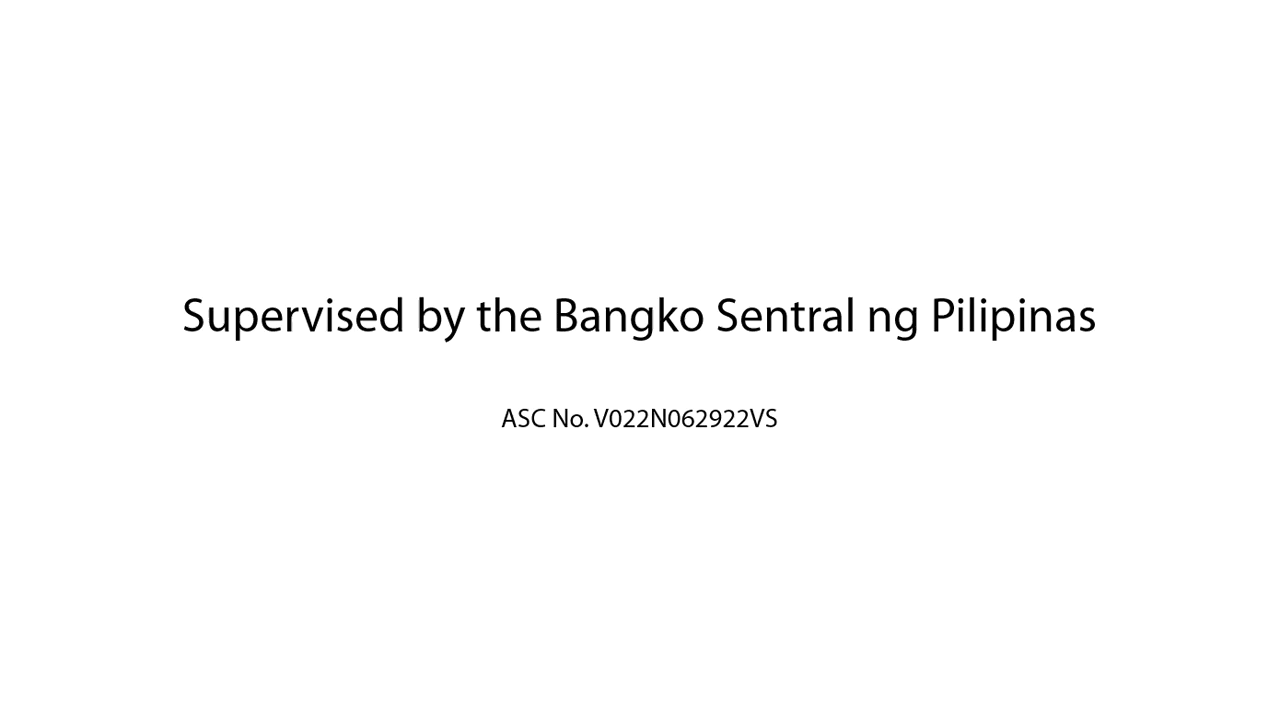 Supervised by the Bangko Sentral ng Pilipinas
ASC No. V022N062922VS